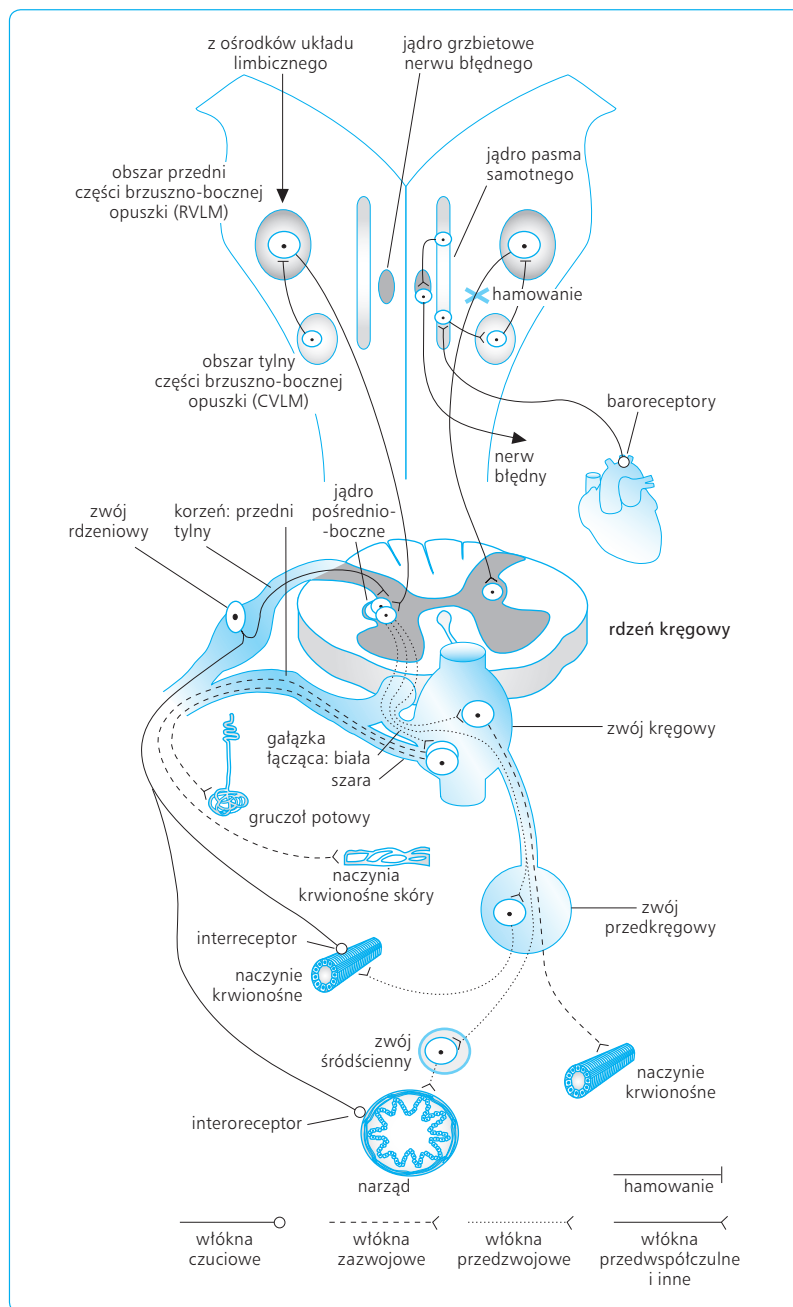 z ośrodków układu
limbicznego
jądro grzbietowe
nerwu błędnego
jądro pasma
samotnego
obszar przedni
części brzuszno-bocznej
opuszki (RVLM)
hamowanie
obszar tylny
części brzuszno-bocznej
opuszki (CVLM)
baroreceptory
nerw
błędny
zwój
rdzeniowy
korzeń: przedni
tylny
jądro
pośrednio-
-boczne
rdzeń kręgowy
zwój kręgowy
gałązka
łącząca: biała
szara
gruczoł potowy
naczynia
krwionośne skóry
zwój
przedkręgowy
interreceptor
naczynie
krwionośne
zwój
śródścienny
naczynie
krwionośne
interoreceptor
narząd
hamowanie
włókna
czuciowe
włókna
zazwojowe
włókna
przedzwojowe
włókna
przedwspółczulne
i inne